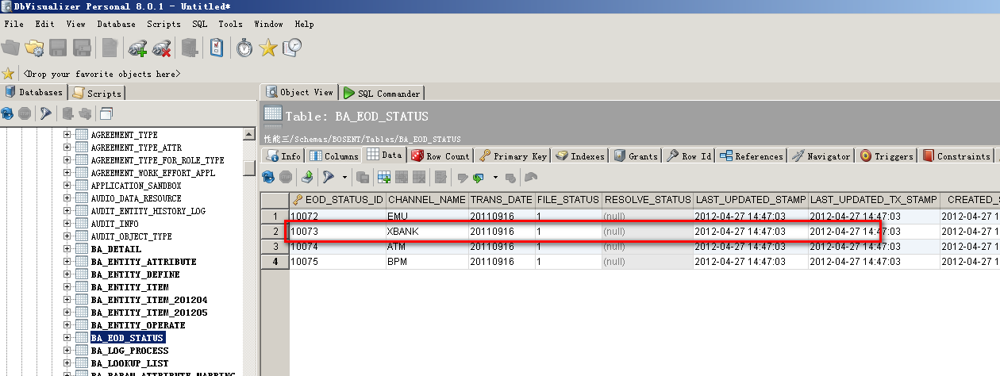 DbVisualizer Personal 8.0.1 - Untitled*
File Edit View Database Scripts SQL Tools Window Help
<Drop your favorite objects here>
Databases Scripts
Object View SQL Commander
Table: BA_EOD_STATUS
性能三/Schemas/BOSENT/Tables/BA_EOD_STATUS
Info Columns Data Row Count Primary Key Indexes Grants Row Id References Navigator Triggers Constraints
AGREEMENT_TYPE
AGREEMENT_TYPE_ATTR
AGREEMENT_TYPE_FOR_ROLE_TYPE
AGREEMENT_WORK_EFFORT_APPL
APPLICATION_SANDBOX
AUDIO_DATA_RESOURCE
AUDIT_ENTITY_HISTORY_LOG
AUDIT_INFO
AUDIT_OBJECT_TYPE
BA_DETAIL
BA_ENTITY_ATTRIBUTE
BA_ENTITY_DEFINE
BA_ENTITY_ITEM
BA_ENTITY_ITEM_201204
BA_ENTITY_ITEM_201205
BA_ENTITY_OPERATE
BA_EOD_STATUS
BA_LOG_PROCESS
BA_LOOKUP_LIST
BA_PARAM_ATTRIBUTE_MAPPING
EOD_STATUS_ID CHANNEL_NAME TRANS_DATE FILE_STATUS RESOLVE_STATUS LAST_UPDATED_STAMP LAST_UPDATED_TX_STAMP CREATED_S
1 10072 EMU 20110916 1 (null) 2012-04-27 14:47:03 2012-04-27 14:47:03 2012-04-27 1
2 10073 XBANK 20110916 1 (null) 2012-04-27 14:47:03 2012-04-27 14:47:03 2012-04-27 1
3 10074 ATM 20110916 1 (null) 2012-04-27 14:47:03 2012-04-27 14:47:03 2012-04-27 1
4 10075 BPM 20110916 1 (null) 2012-04-27 14:47:03 2012-04-27 14:47:03 2012-04-27 1